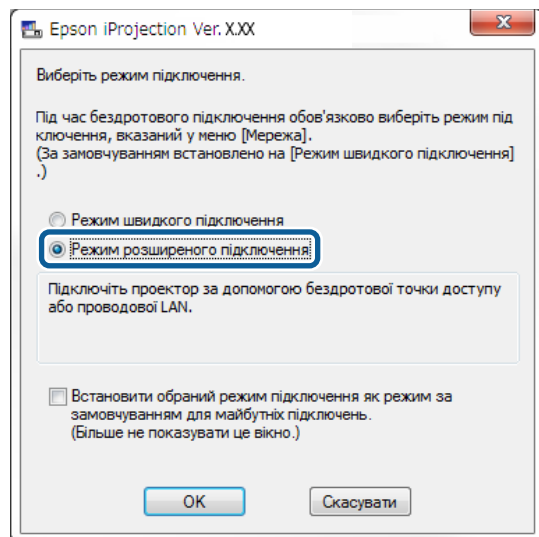 Epson iProjection Ver. X.XX
Виберіть режим підключення.
Під час бездротового підключення обов'язково виберіть режим під
ключення, вказаний у меню [Мережа].
(За замовчуванням встановлено на [Режим швидкого підключення]
.)
Режим швидкого підключення
Режим розширеного підключення
Підключіть проектор за допомогою бездротової точки доступу
або проводової LAN.
Встановити обраний режим підключення як режим за
замовчуванням для майбутніх підключень.
(Більше не показувати це вікно.)
OK
Скасувати